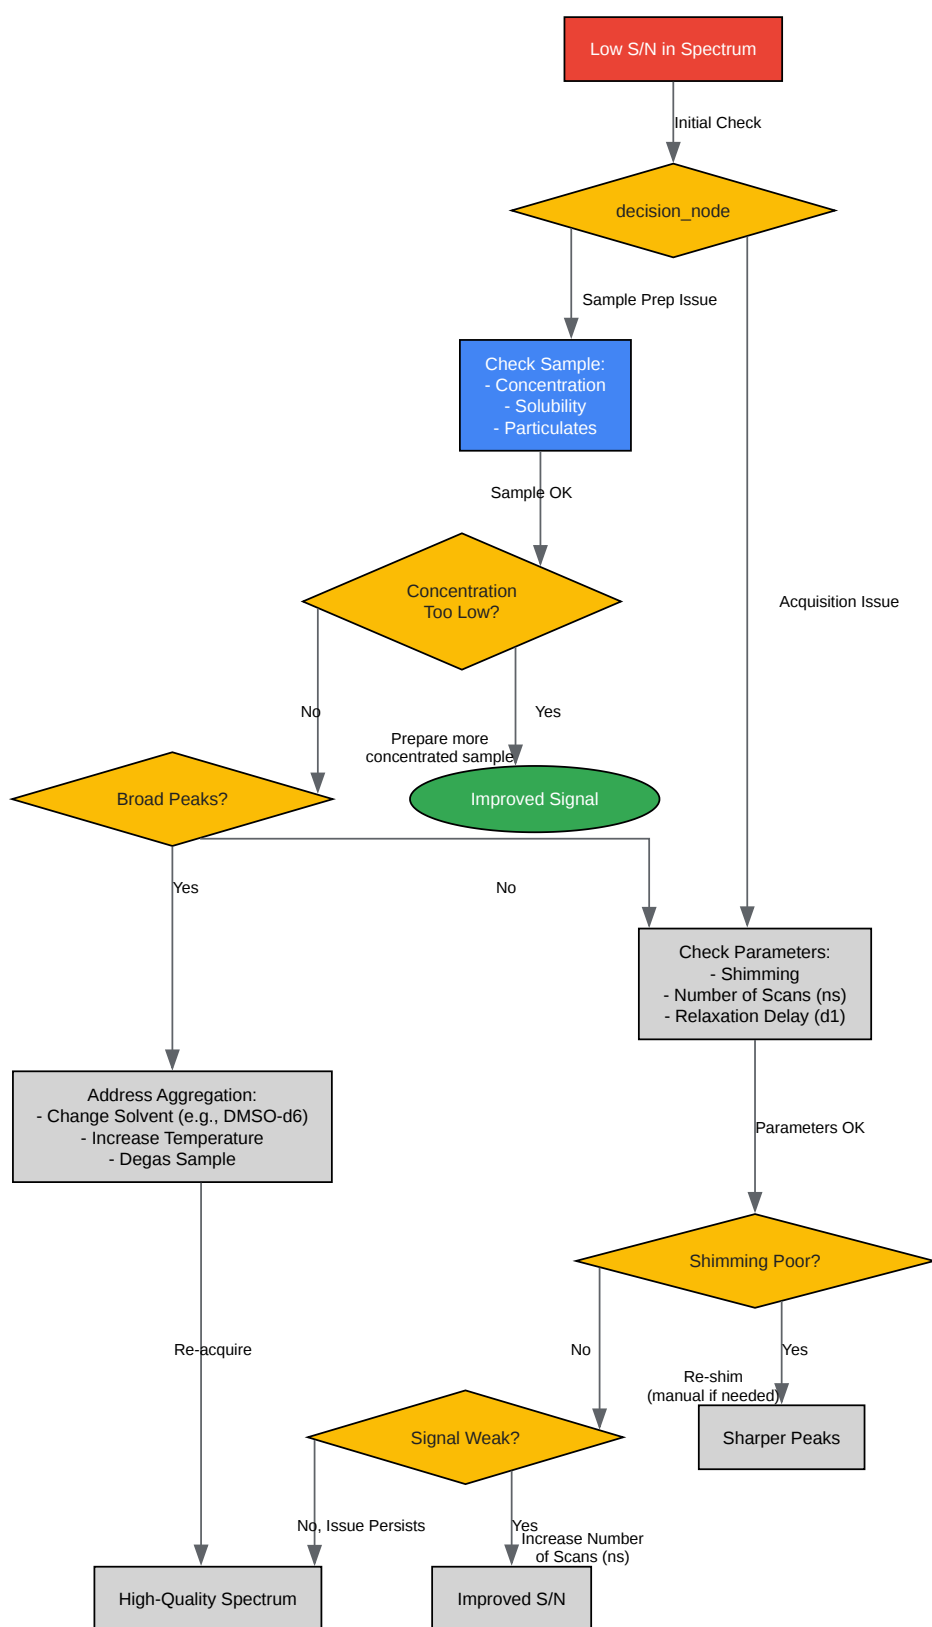 Low S/N in Spectrum
Initial Check
decision_node
Sample Prep Issue
Check Sample:
- Concentration
- Solubility
- Particulates
Sample OK
Concentration
Too Low?
Acquisition Issue
No
Yes
Prepare more
concentrated sample
Broad Peaks?
Improved Signal
Yes
No
Check Parameters:
- Shimming
- Number of Scans (ns)
- Relaxation Delay (d1)
Address Aggregation:
- Change Solvent (e.g., DMSO-d6)
- Increase Temperature
- Degas Sample
Parameters OK
Shimming Poor?
Re-acquire
No
Yes
Re-shim
(manual if needed)
Signal Weak?
Sharper Peaks
No, Issue Persists
Yes
Increase Number
of Scans (ns)
High-Quality Spectrum
Improved S/N